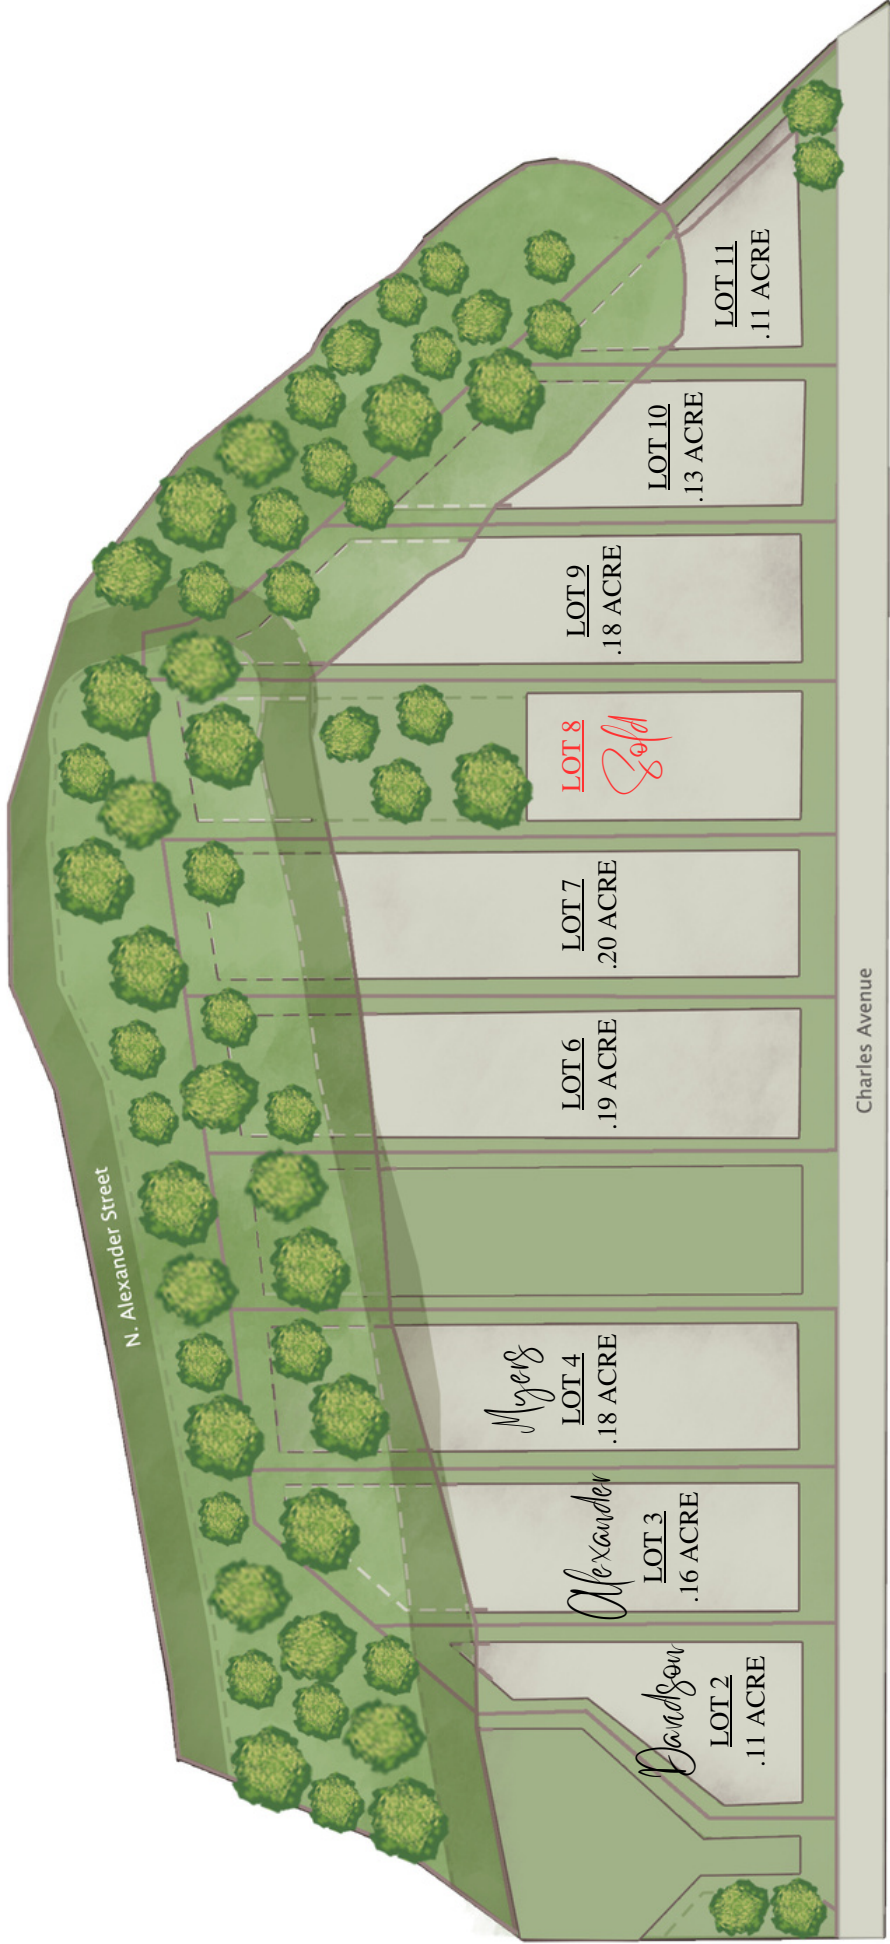 N. Alexander Street
Davidson
LOT 2
.11 ACRE
Alexander
LOT 3
.16 ACRE
Myers
LOT 4
.18 ACRE
LOT 6
.19 ACRE
LOT 7
.20 ACRE
LOT 8
Sold
LOT 9
.18 ACRE
LOT 10
.13 ACRE
LOT 11
.11 ACRE
Charles Avenue